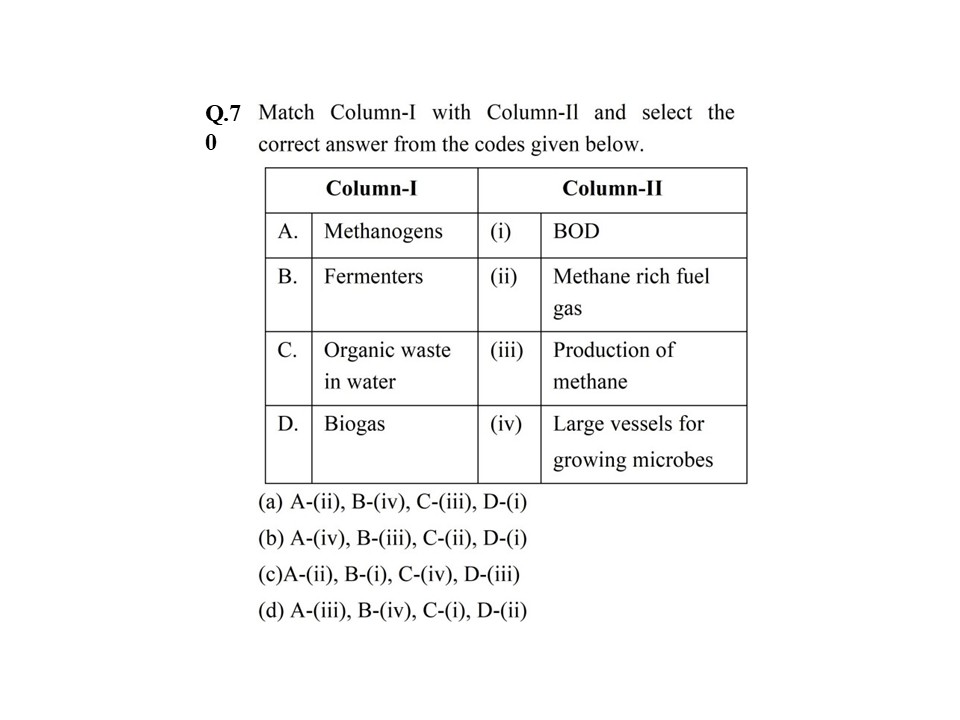 Q.7 Match Column-I with Column-Il and select the
0 correct answer from the codes given below.
Column-I Column-II
A. Methanogens (i) BOD
B. Fermenters (ii) Methane rich fuel
gas
C. Organic waste (iii) Production of
in water methane
D. Biogas (iv) Large vessels for
growing microbes
(a) A-(ii), B-(iv), C-(iii), D-(i)
(b) A-(iv), B-(iii), C-(ii), D-(i)
(c)A-(ii), B-(i), C-(iv), D-(iii)
(d) A-(iii), B-(iv), C-(i), D-(ii)